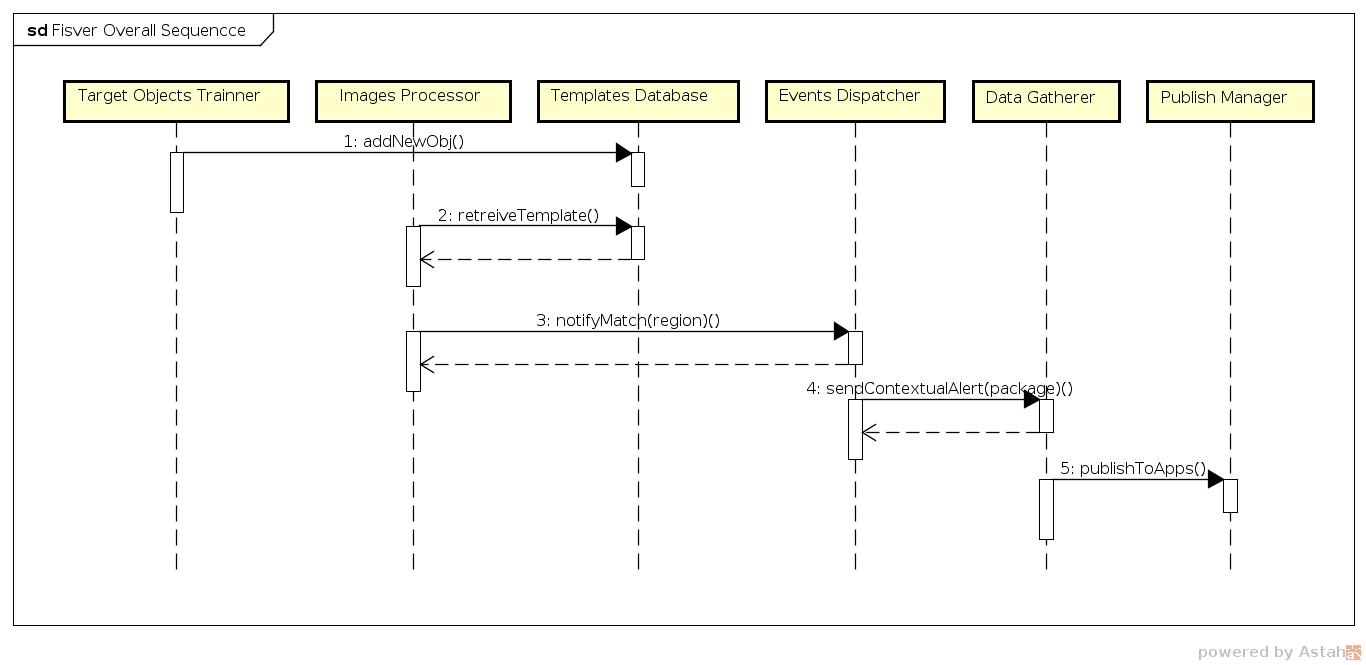 sd Fisver Overall Sequencce
Target Objects Trainner
Images Processor
Templates Database
Events Dispatcher
Data Gatherer
Publish Manager
1: addNewObj()
2: retreiveTemplate()
3: notifyMatch(region)()
4: sendContextualAlert(package)()
5: publishToApps()
powered by Astah